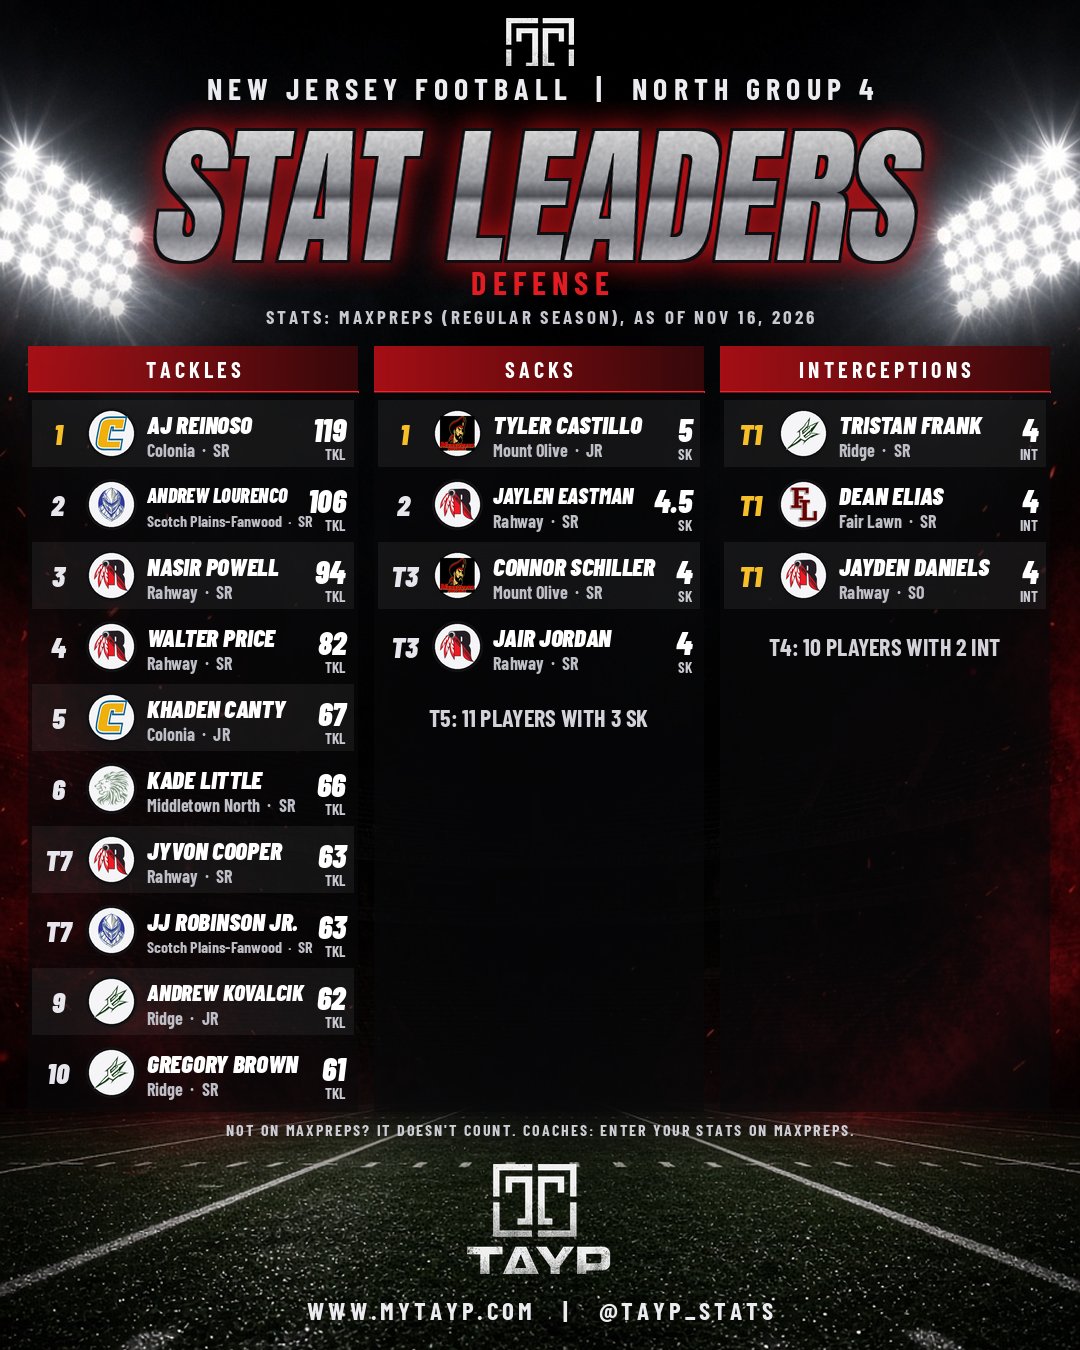 NEW JERSEY FOOTBALL | NORTH GROUP 4
STAT LEADERS
DEFENSE
STATS: MAXPREPS (REGULAR SEASON), AS OF NOV 16, 2026
TACKLES
1 AJ REINOSO 119
Colonia · SR TKL
2 ANDREW LOURENCO 106
Scotch Plains-Fanwood · SR TKL
3 NASIR POWELL 94
Rahway · SR TKL
4 WALTER PRICE 82
Rahway · SR TKL
5 KHADEN CANTY 67
Colonia · JR TKL
6 KADE LITTLE 66
Middletown North · SR TKL
T7 JYVON COOPER 63
Rahway · SR TKL
T7 JJ ROBINSON JR. 63
Scotch Plains-Fanwood · SR TKL
9 ANDREW KOVALCIK 62
Ridge · JR TKL
10 GREGORY BROWN 61
Ridge · SR TKL
SACKS
1 TYLER CASTILLO 5
Mount Olive · JR SK
2 JAYLEN EASTMAN 4.5
Rahway · SR SK
T3 CONNOR SCHILLER 4
Mount Olive · SR SK
T3 JAIR JORDAN 4
Rahway · SR SK
T5: 11 PLAYERS WITH 3 SK
INTERCEPTIONS
T1 TRISTAN FRANK 4
Ridge · SR INT
T1 DEAN ELIAS 4
Fair Lawn · SR INT
T1 JAYDEN DANIELS 4
Rahway · SO INT
T4: 10 PLAYERS WITH 2 INT
NOT ON MAXPREPS? IT DOESN'T COUNT. COACHES: ENTER YOUR STATS ON MAXPREPS.
TAYP
WWW.MYTAYP.COM | @TAYP_STATS